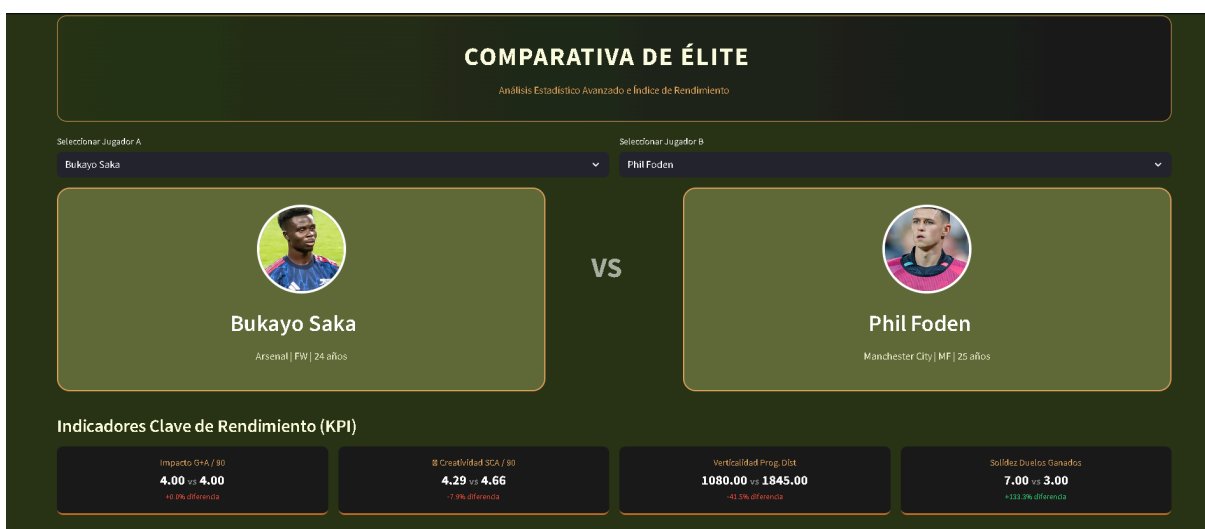 COMPARATIVA DE ÉLITE
Análisis Estadístico Avanzado e Índice de Rendimiento
Seleccionar Jugador A
Seleccionar Jugador B
Bukayo Saka
Phil Foden
VS
Bukayo Saka
Arsenal | FW | 24 años
Phil Foden
Manchester City | MF | 25 años
Indicadores Clave de Rendimiento (KPI)
Impacto G+A / 90
4.00 vs 4.00
+0.0% diferencia
Creatividad SCA / 90
4.29 vs 4.66
-7.9% diferencia
Verticalidad Prog. Dist
1080.00 vs 1845.00
-41.5% diferencia
Solidez Duelos Ganados
7.00 vs 3.00
+133.3% diferencia